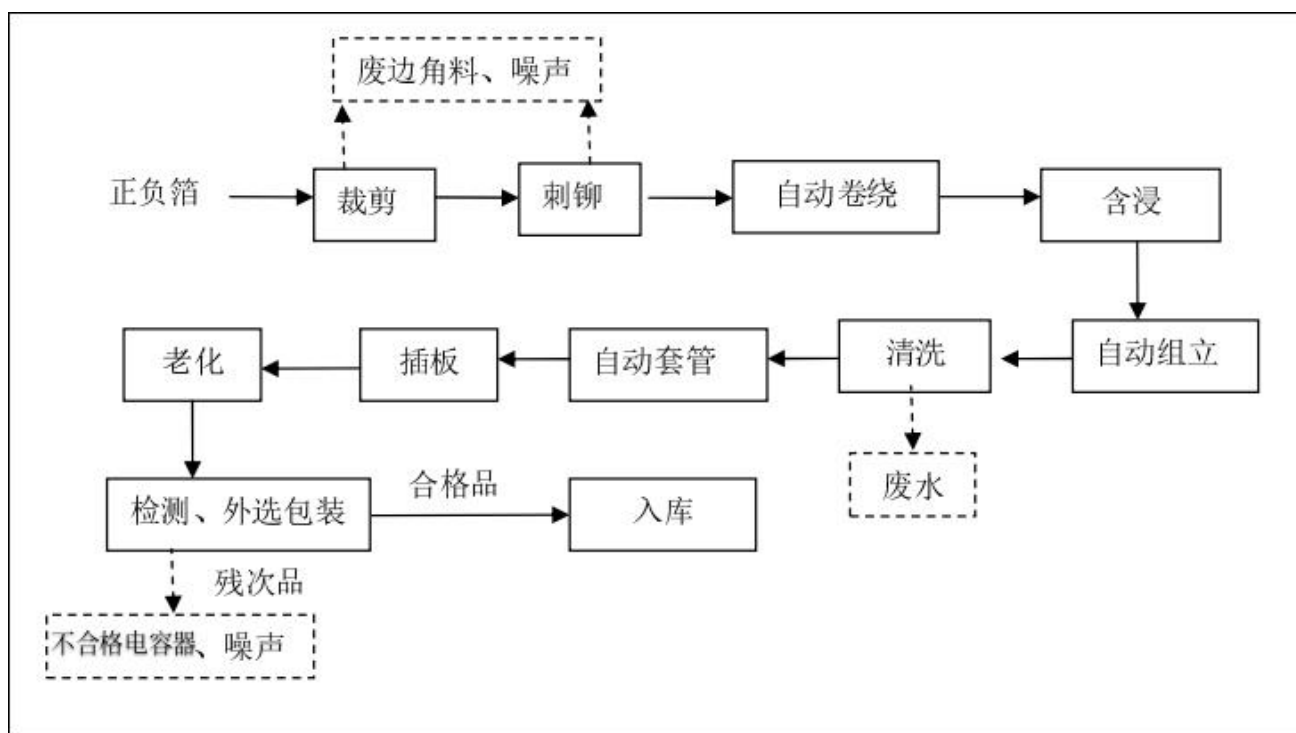 废边角料、噪声
正负箔
裁剪
刺铆
自动卷绕
含浸
老化
插板
自动套管
清洗
自动组立
废水
检测、外选包装
合格品
入库
残次品
不合格电容器、噪声